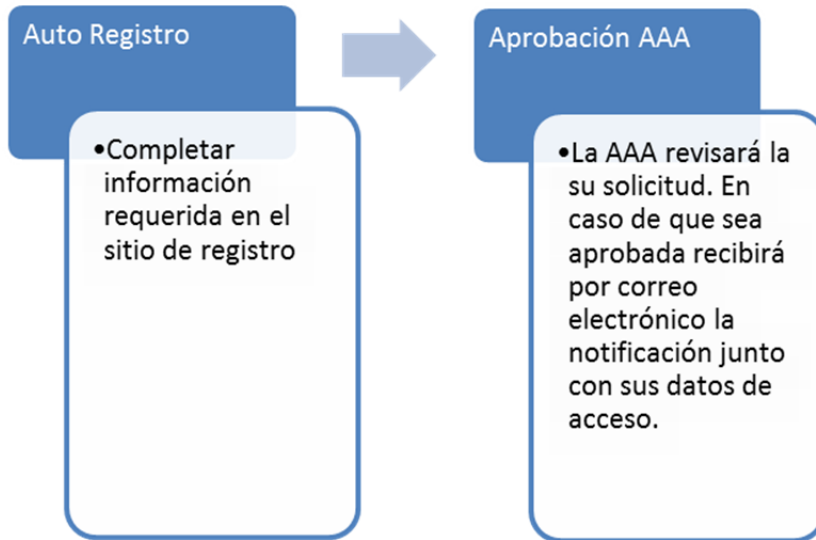 Auto Registro
•Completar
información
requerida en el
sitio de registro
Aprobación AAA
•La AAA revisará la
su solicitud. En
caso de que sea
aprobada recibirá
por correo
electrónico la
notificación junto
con sus datos de
acceso.